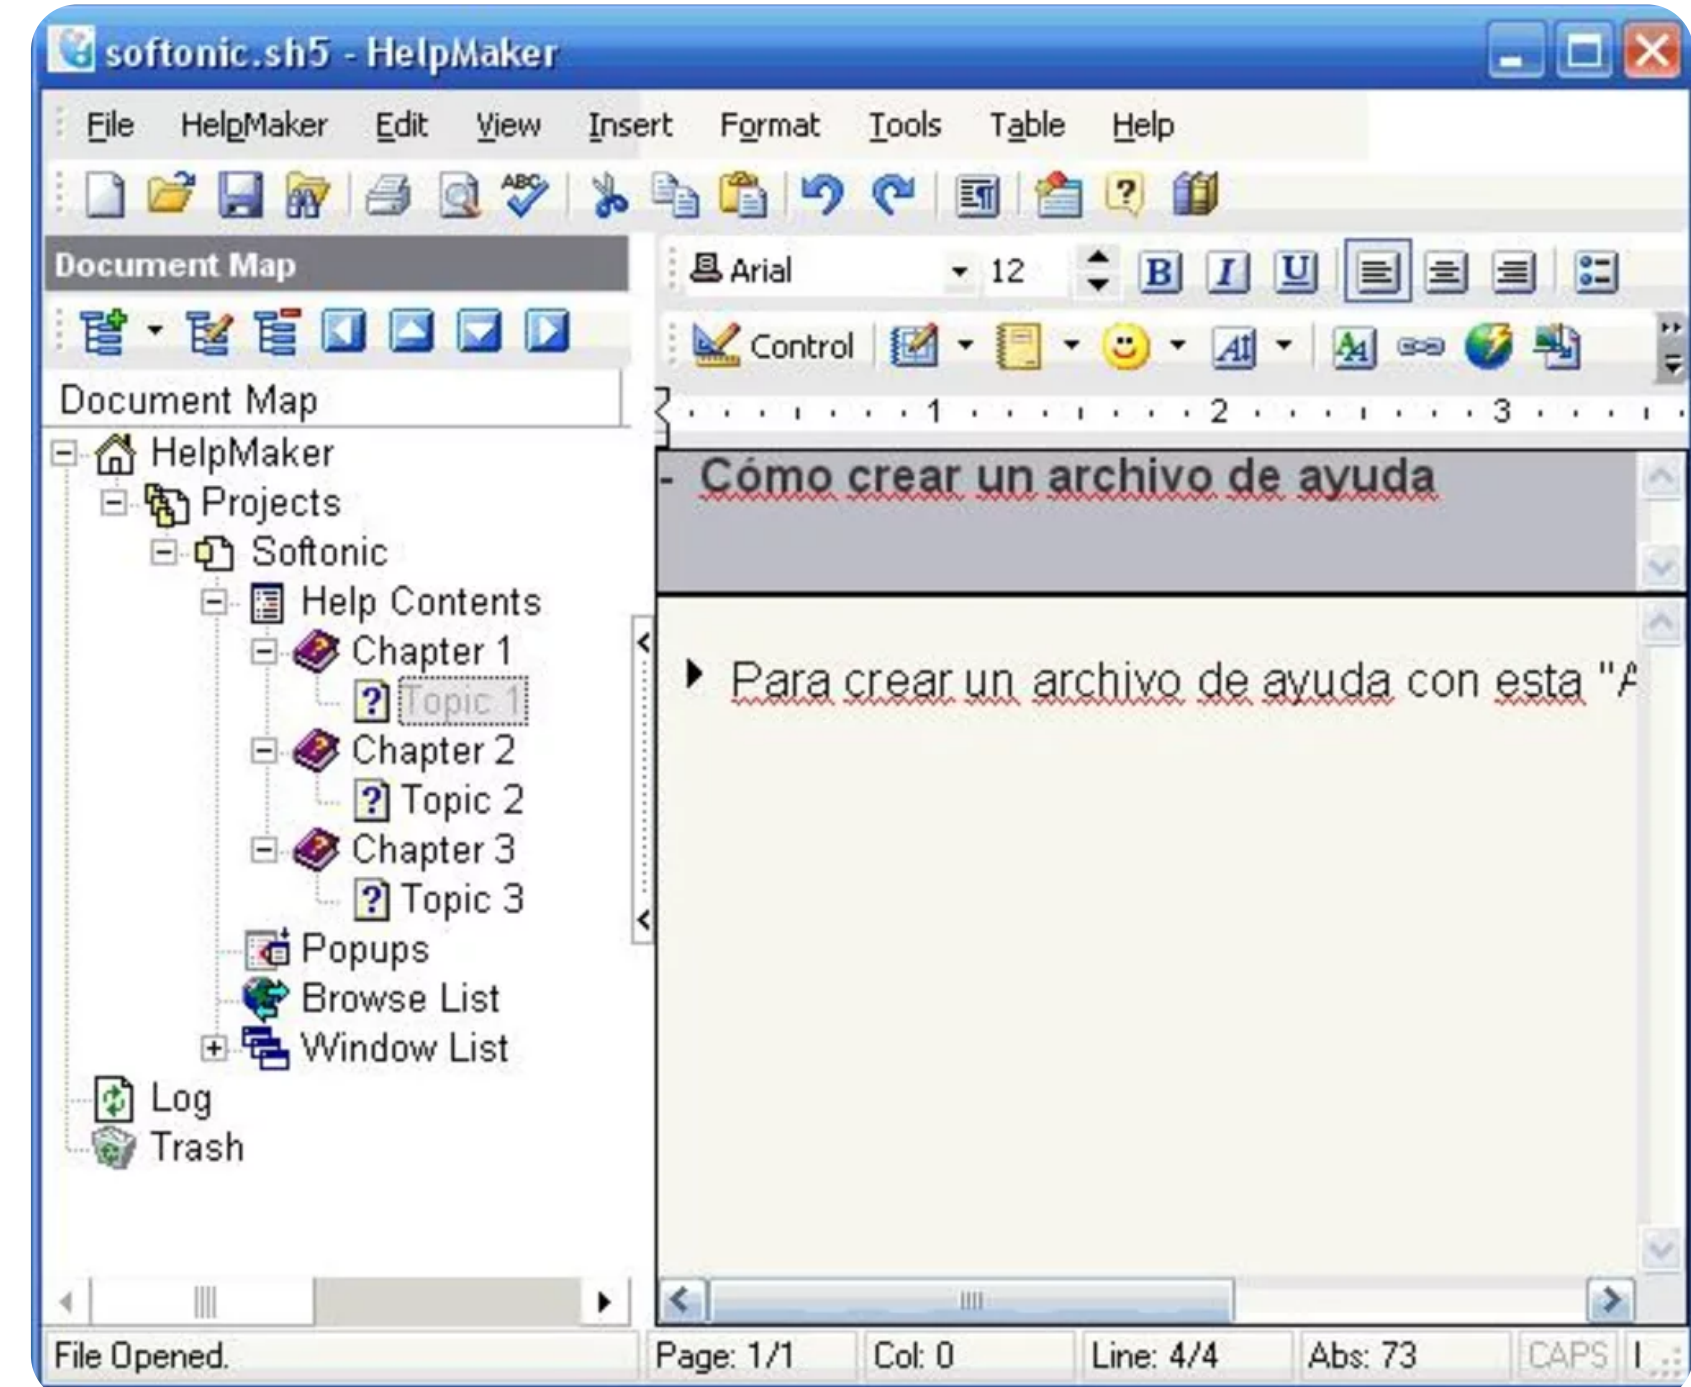 softonic.sh5 - HelpMaker
File HelpMaker Edit View Insert Format Tools Table Help
ABC
Document Map
Arial 12 B I U
Control
Document Map
1 2 3
HelpMaker
Projects
Softonic
Help Contents
Chapter 1
Topic 1
Chapter 2
Topic 2
Chapter 3
Topic 3
Popups
Browse List
Window List
Log
Trash
- Cómo crear un archivo de ayuda
Para crear un archivo de ayuda con esta "A
File Opened. Page: 1/1 Col: 0 Line: 4/4 Abs: 73 CAPS